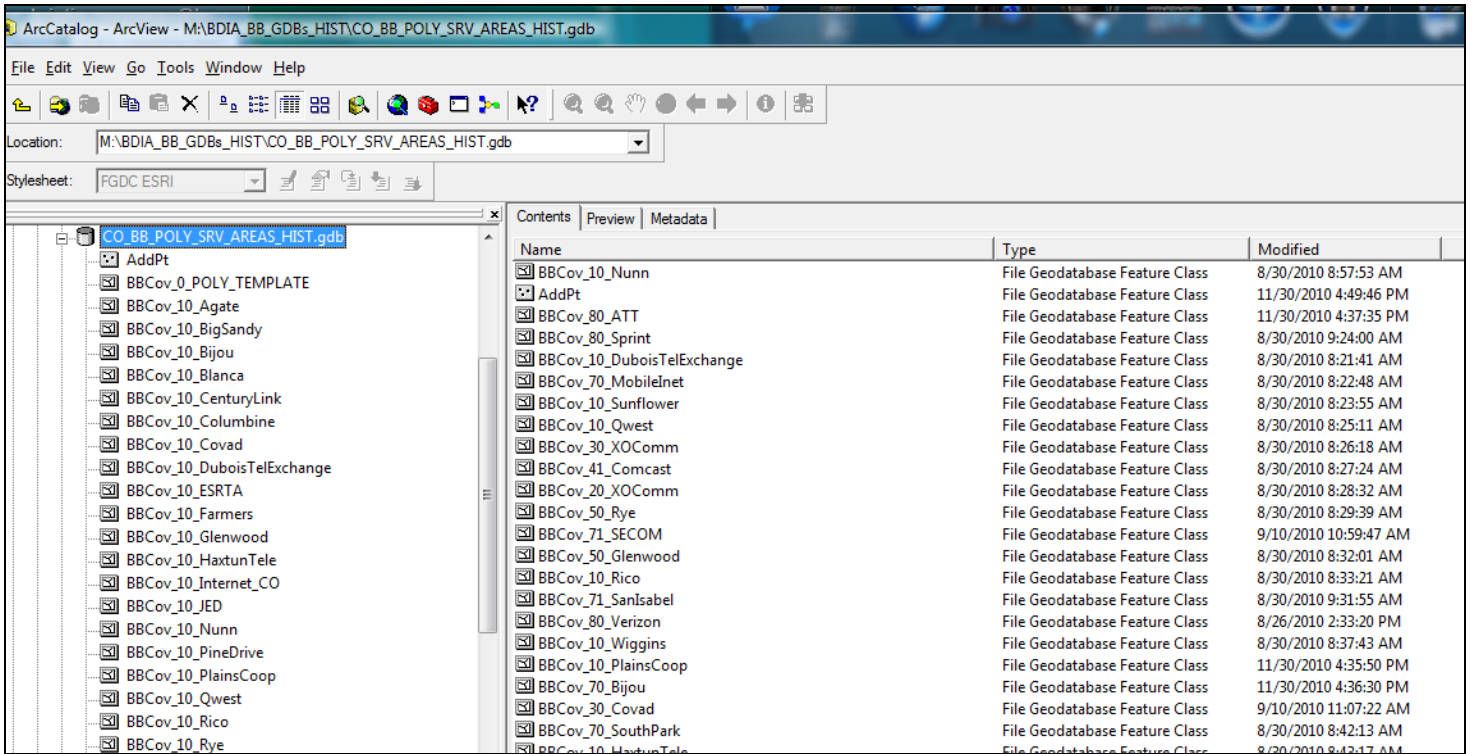 ArcCatalog - ArcView - M:\BDIA_BB_GDBs_HIST\CO_BB_POLY_SRV_AREAS_HIST.gdb
File Edit View Go Tools Window Help
Location: M:\BDIA_BB_GDBs_HIST\CO_BB_POLY_SRV_AREAS_HIST.gdb
Stylesheet: FGDC ESRI
CO_BB_POLY_SRV_AREAS_HIST.gdb
AddPt
BBCov_0_POLY_TEMPLATE
BBCov_10_Agate
BBCov_10_BigSandy
BBCov_10_Bijou
BBCov_10_Blanca
BBCov_10_CenturyLink
BBCov_10_Columbine
BBCov_10_Covad
BBCov_10_DuboisTelExchange
BBCov_10_ESRTA
BBCov_10_Farmers
BBCov_10_Glenwood
BBCov_10_HaxtunTele
BBCov_10_Internet_CO
BBCov_10_JED
BBCov_10_Nunn
BBCov_10_PineDrive
BBCov_10_PlainsCoop
BBCov_10_Qwest
BBCov_10_Rico
BBCov_10_Rye
Contents Preview Metadata
Name Type Modified
BBCov_10_Nunn File Geodatabase Feature Class 8/30/2010 8:57:53 AM
AddPt File Geodatabase Feature Class 11/30/2010 4:49:46 PM
BBCov_80_ATT File Geodatabase Feature Class 11/30/2010 4:37:35 PM
BBCov_80_Sprint File Geodatabase Feature Class 8/30/2010 9:24:00 AM
BBCov_10_DuboisTelExchange File Geodatabase Feature Class 8/30/2010 8:21:41 AM
BBCov_70_MobileInet File Geodatabase Feature Class 8/30/2010 8:22:48 AM
BBCov_10_Sunflower File Geodatabase Feature Class 8/30/2010 8:23:55 AM
BBCov_10_Qwest File Geodatabase Feature Class 8/30/2010 8:25:11 AM
BBCov_30_XOComm File Geodatabase Feature Class 8/30/2010 8:26:18 AM
BBCov_41_Comcast File Geodatabase Feature Class 8/30/2010 8:27:24 AM
BBCov_20_XOComm File Geodatabase Feature Class 8/30/2010 8:28:32 AM
BBCov_50_Rye File Geodatabase Feature Class 8/30/2010 8:29:39 AM
BBCov_71_SECOM File Geodatabase Feature Class 9/10/2010 10:59:47 AM
BBCov_50_Glenwood File Geodatabase Feature Class 8/30/2010 8:32:01 AM
BBCov_10_Rico File Geodatabase Feature Class 8/30/2010 8:33:21 AM
BBCov_71_SanIsabel File Geodatabase Feature Class 8/30/2010 9:31:55 AM
BBCov_80_Verizon File Geodatabase Feature Class 8/26/2010 2:33:20 PM
BBCov_10_Wiggins File Geodatabase Feature Class 8/30/2010 8:37:43 AM
BBCov_10_PlainsCoop File Geodatabase Feature Class 11/30/2010 4:35:50 PM
BBCov_70_Bijou File Geodatabase Feature Class 11/30/2010 4:36:30 PM
BBCov_30_Covad File Geodatabase Feature Class 9/10/2010 11:07:22 AM
BBCov_70_SouthPark File Geodatabase Feature Class 8/30/2010 8:42:13 AM
BBCov_10_HaxtunTele File Geodatabase Feature Class 8/30/2010 8:43:17 AM